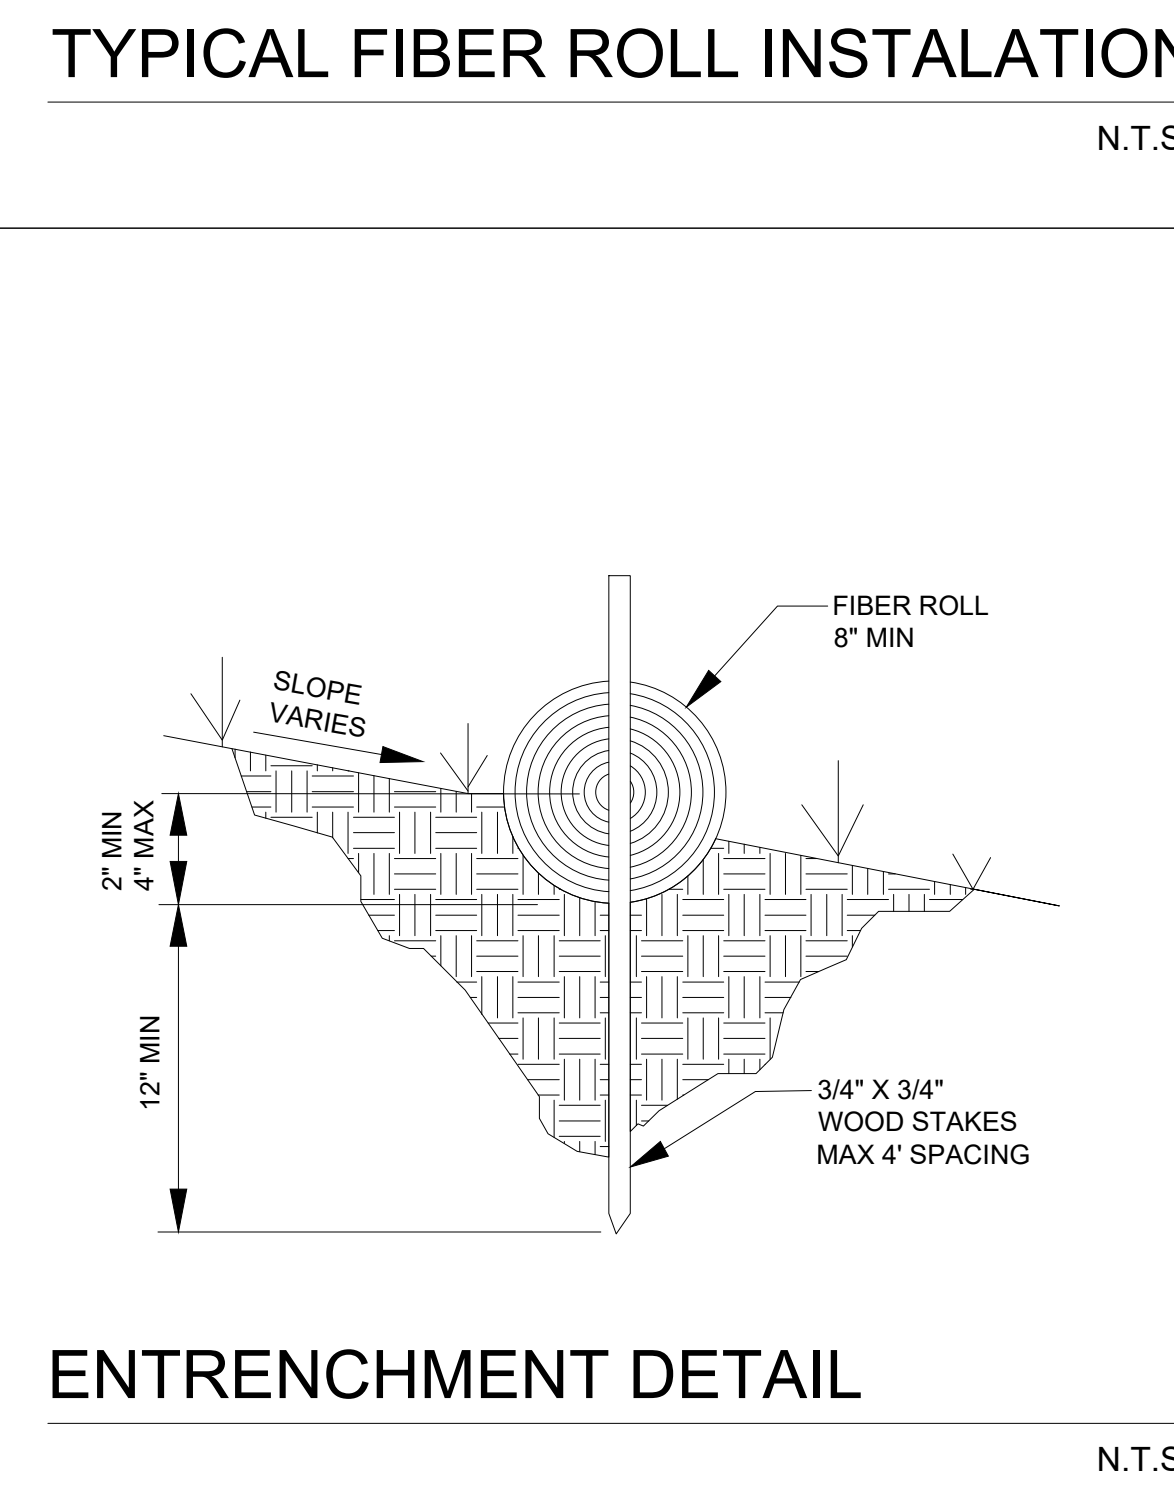 TYPICAL FIBER ROLL INSTALATION
N.T.S
FIBER ROLL
8" MIN
SLOPE
VARIES
2" MIN
4" MAX
12" MIN
3/4" X 3/4"
WOOD STAKES
MAX 4' SPACING
ENTRENCHMENT DETAIL
N.T.S